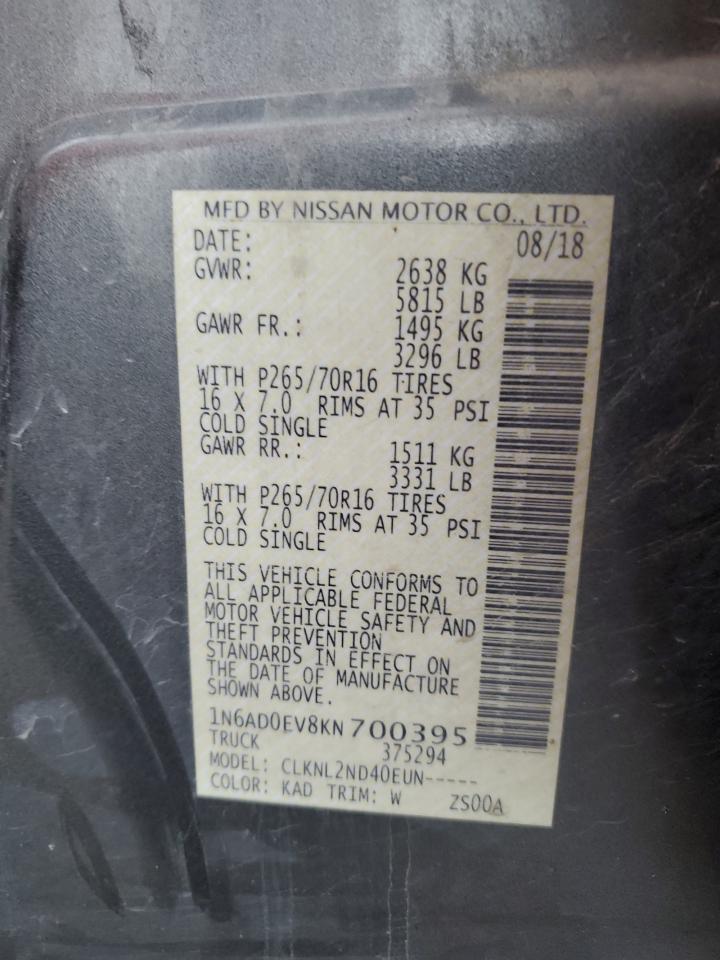 MFD BY NISSAN MOTOR CO., LTD.
DATE: 08/18
GVWR: 2638 KG
5815 LB
GAWR FR.: 1495 KG
3296 LB
WITH P265/70R16 TIRES
16 X 7.0 RIMS AT 35 PSI
COLD SINGLE
GAWR RR.: 1511 KG
3331 LB
WITH P265/70R16 TIRES
16 X 7.0 RIMS AT 35 PSI
COLD SINGLE
THIS VEHICLE CONFORMS TO
ALL APPLICABLE FEDERAL
MOTOR VEHICLE SAFETY AND
THEFT PREVENTION
STANDARDS IN EFFECT ON
THE DATE OF MANUFACTURE
SHOWN ABOVE.
1N6AD0EV8KN700395
TRUCK 375294
MODEL: CLKNL2ND40EUN-----
COLOR: KAD TRIM: W ZS00A